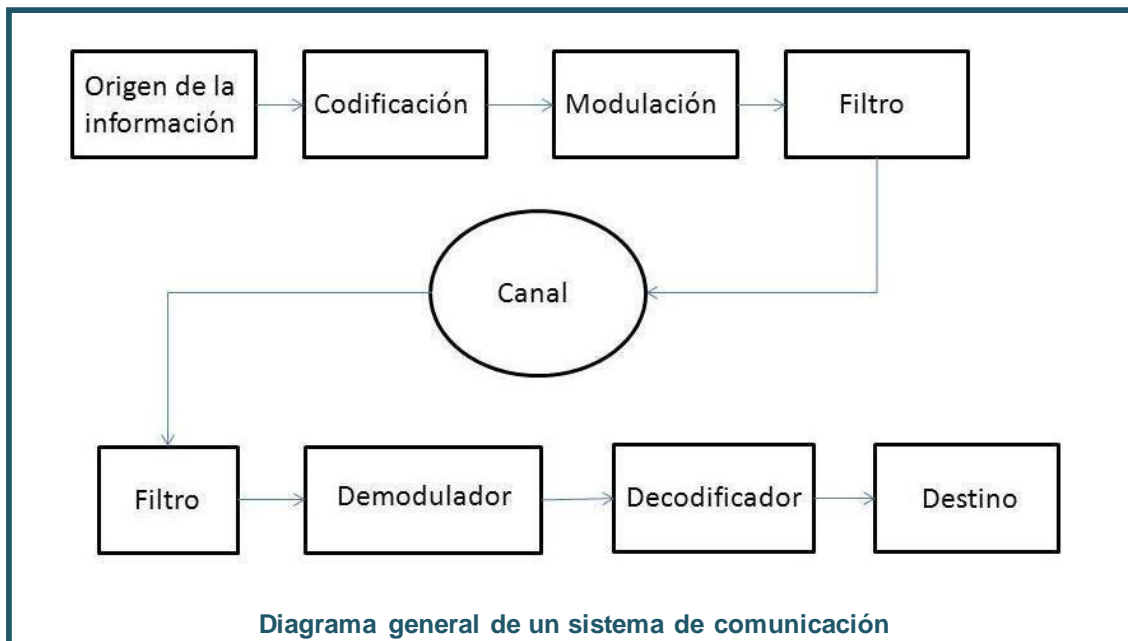 Origen de la
información
Codificación
Modulación
Filtro
Canal
Filtro
Demodulador
Decodificador
Destino
Diagrama general de un sistema de comunicación